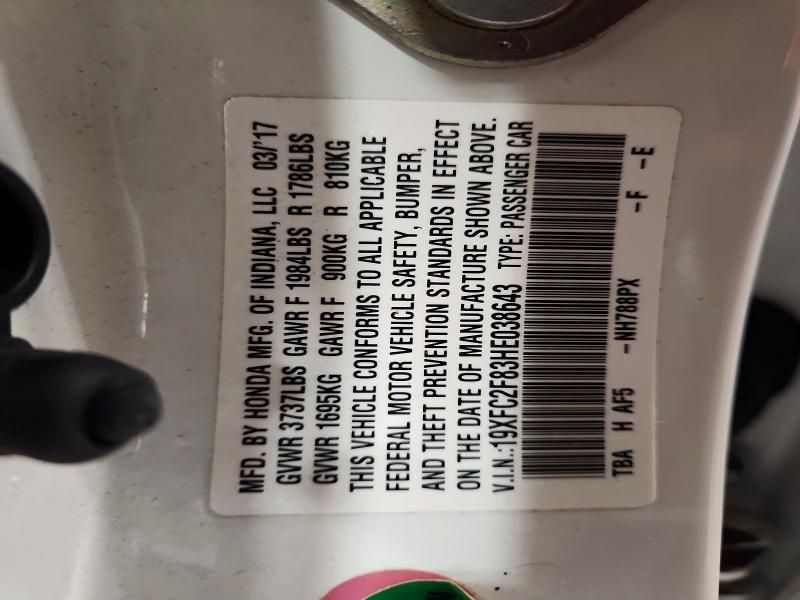 MFD. BY HONDA MFG. OF INDIANA, LLC 03/'17
GVWR 3737LBS GAWR F 1984LBS R 1786LBS
GVWR 1695KG GAWR F 900KG R 810KG
THIS VEHICLE CONFORMS TO ALL APPLICABLE
FEDERAL MOTOR VEHICLE SAFETY, BUMPER,
AND THEFT PREVENTION STANDARDS IN EFFECT
ON THE DATE OF MANUFACTURE SHOWN ABOVE.
V.I.N.:19XFC2F83HE038643 TYPE: PASSENGER CAR
TBA H AF5 -NH788PX -F -E